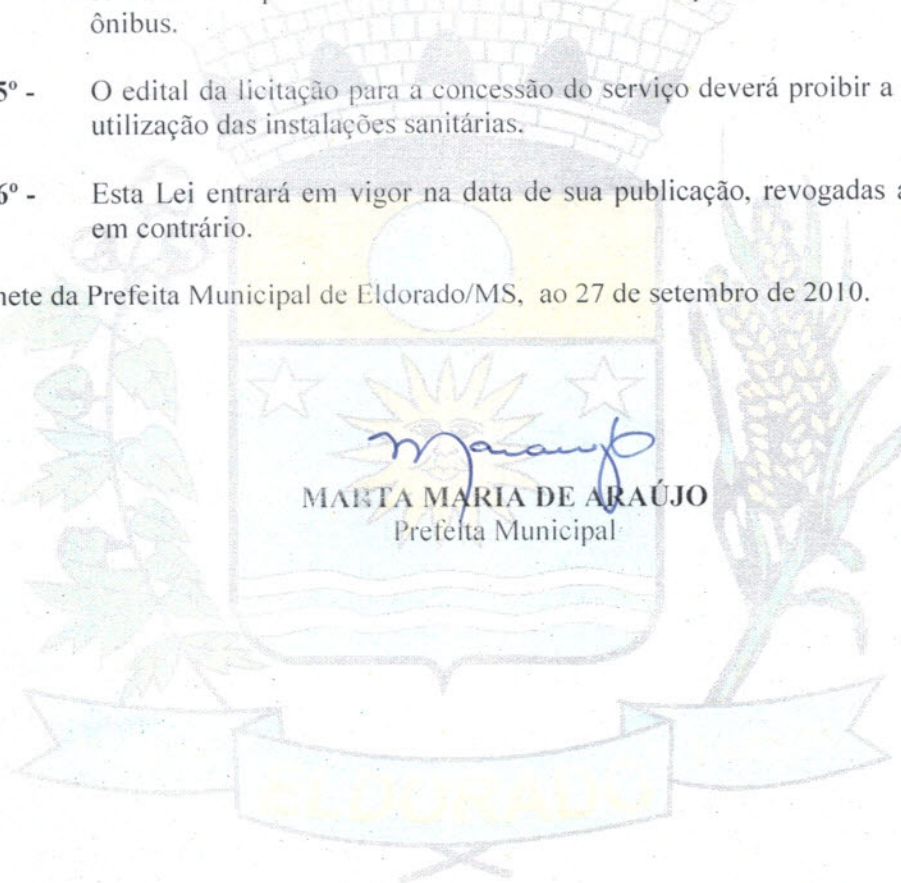 ônibus.
5º - O edital da licitação para a concessão do serviço deverá proibir a
utilização das instalações sanitárias.
6º - Esta Lei entrará em vigor na data de sua publicação, revogadas a
em contrário.
nete da Prefeita Municipal de Eldorado/MS, ao 27 de setembro de 2010.
Maraujo
MARTA MARIA DE ARAÚJO
Prefeita Municipal
ELDORADO